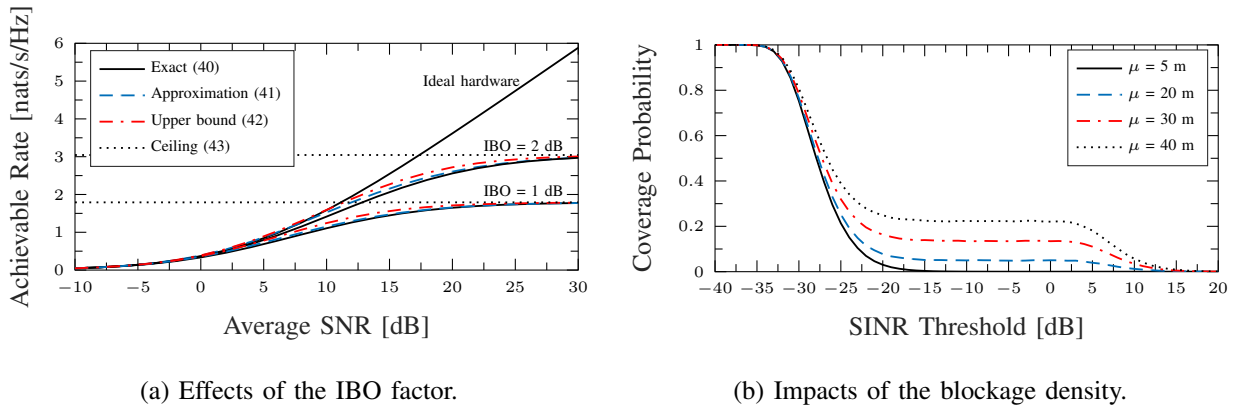 Achievable Rate [nats/s/Hz]
6
5
4
3
2
1
0
−10
−5
0
5
10
15
20
25
30
Average SNR [dB]
Exact (40)
Approximation (41)
Upper bound (42)
Ceiling (43)
Ideal hardware
IBO = 2 dB
IBO = 1 dB
(a) Effects of the IBO factor.
Coverage Probability
1
0.8
0.6
0.4
0.2
0
−40
−35
−30
−25
−20
−15
−10
−5
0
5
10
15
20
SINR Threshold [dB]
μ = 5 m
μ = 20 m
μ = 30 m
μ = 40 m
(b) Impacts of the blockage density.